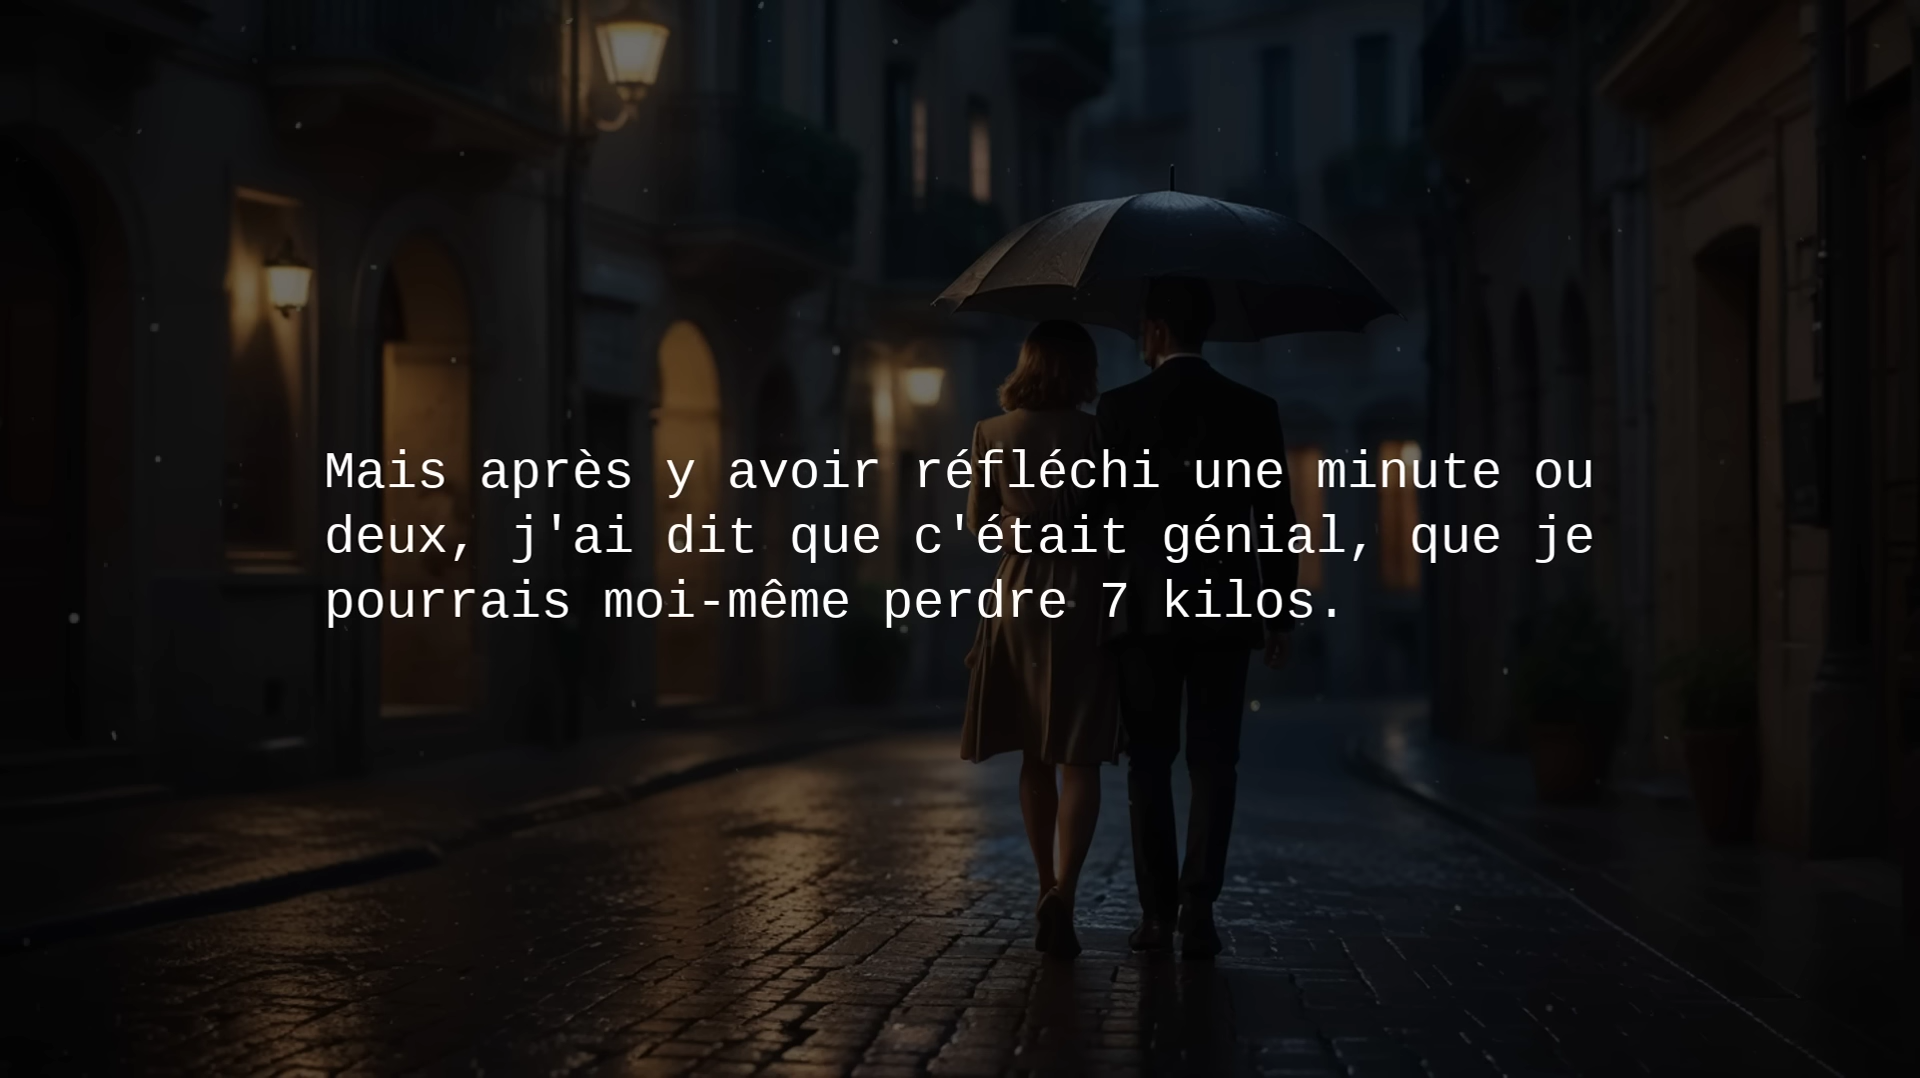 Mais après y avoir réfléchi une minute ou
deux, j'ai dit que c'était génial, que je
pourrais moi-même perdre 7 kilos.